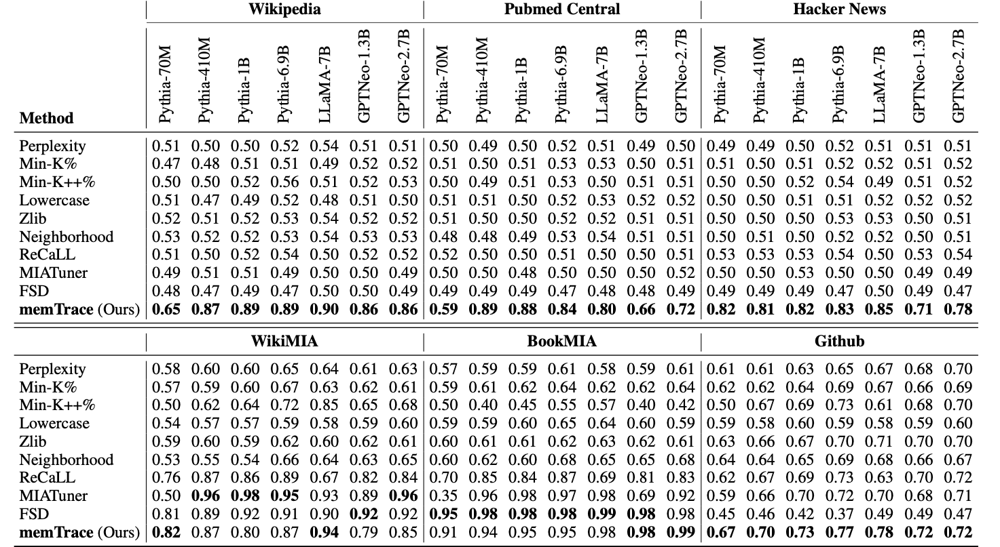 Wikipedia Pubmed Central Hacker News
Method Pythia-70M Pythia-410M Pythia-1B Pythia-6.9B LLaMA-7B GPTNeo-1.3B GPTNeo-2.7B Pythia-70M Pythia-410M Pythia-1B Pythia-6.9B LLaMA-7B GPTNeo-1.3B GPTNeo-2.7B Pythia-70M Pythia-410M Pythia-1B Pythia-6.9B LLaMA-7B GPTNeo-1.3B GPTNeo-2.7B
Perplexity 0.51 0.50 0.50 0.52 0.54 0.51 0.51 0.50 0.49 0.50 0.52 0.51 0.49 0.50 0.49 0.49 0.50 0.52 0.51 0.51 0.51
Min-K% 0.47 0.48 0.51 0.51 0.49 0.52 0.52 0.51 0.50 0.51 0.53 0.53 0.50 0.51 0.51 0.50 0.51 0.52 0.52 0.51 0.52
Min-K++% 0.50 0.50 0.52 0.56 0.51 0.52 0.53 0.50 0.49 0.51 0.53 0.50 0.51 0.51 0.50 0.50 0.52 0.54 0.49 0.51 0.52
Lowercase 0.51 0.47 0.49 0.52 0.48 0.51 0.50 0.51 0.51 0.50 0.52 0.53 0.52 0.52 0.50 0.50 0.51 0.51 0.52 0.52 0.52
Zlib 0.52 0.51 0.52 0.53 0.54 0.52 0.52 0.51 0.50 0.50 0.52 0.52 0.51 0.51 0.50 0.50 0.50 0.53 0.53 0.50 0.51
Neighborhood 0.53 0.52 0.52 0.53 0.54 0.53 0.53 0.48 0.48 0.49 0.53 0.54 0.51 0.51 0.50 0.51 0.50 0.52 0.52 0.50 0.51
ReCaLL 0.51 0.50 0.52 0.54 0.50 0.52 0.52 0.52 0.50 0.50 0.51 0.50 0.50 0.51 0.53 0.53 0.53 0.54 0.50 0.53 0.54
MIATuner 0.49 0.51 0.51 0.49 0.50 0.50 0.49 0.50 0.50 0.48 0.50 0.50 0.50 0.52 0.50 0.50 0.53 0.50 0.50 0.49 0.49
FSD 0.48 0.47 0.49 0.47 0.50 0.50 0.49 0.49 0.49 0.49 0.47 0.48 0.48 0.49 0.49 0.49 0.49 0.47 0.50 0.49 0.47
memTrace (Ours) 0.65 0.87 0.89 0.89 0.90 0.86 0.86 0.59 0.89 0.88 0.84 0.80 0.66 0.72 0.82 0.81 0.82 0.83 0.85 0.71 0.78
WikiMIA BookMIA Github
Perplexity 0.58 0.60 0.60 0.65 0.64 0.61 0.63 0.57 0.59 0.59 0.61 0.58 0.59 0.61 0.61 0.61 0.63 0.65 0.67 0.68 0.70
Min-K% 0.57 0.59 0.60 0.67 0.63 0.62 0.61 0.59 0.61 0.62 0.64 0.62 0.62 0.64 0.62 0.62 0.64 0.69 0.67 0.66 0.69
Min-K++% 0.50 0.62 0.64 0.72 0.85 0.65 0.68 0.50 0.40 0.45 0.55 0.57 0.40 0.42 0.50 0.67 0.69 0.73 0.61 0.68 0.70
Lowercase 0.54 0.57 0.57 0.59 0.58 0.59 0.60 0.59 0.59 0.60 0.65 0.64 0.60 0.59 0.59 0.58 0.60 0.59 0.58 0.59 0.60
Zlib 0.59 0.60 0.59 0.62 0.60 0.62 0.61 0.60 0.61 0.61 0.62 0.63 0.62 0.61 0.63 0.66 0.67 0.70 0.71 0.70 0.70
Neighborhood 0.53 0.55 0.54 0.66 0.64 0.63 0.65 0.60 0.62 0.60 0.68 0.65 0.65 0.68 0.64 0.64 0.65 0.69 0.68 0.66 0.67
ReCaLL 0.76 0.87 0.86 0.89 0.67 0.82 0.84 0.70 0.85 0.84 0.87 0.69 0.81 0.83 0.62 0.67 0.69 0.73 0.63 0.70 0.72
MIATuner 0.50 0.96 0.98 0.95 0.93 0.89 0.96 0.35 0.96 0.98 0.97 0.98 0.69 0.92 0.59 0.66 0.70 0.72 0.70 0.68 0.71
FSD 0.81 0.89 0.92 0.91 0.90 0.92 0.92 0.95 0.98 0.98 0.98 0.99 0.98 0.98 0.45 0.46 0.42 0.37 0.49 0.49 0.47
memTrace (Ours) 0.82 0.87 0.80 0.87 0.94 0.79 0.85 0.91 0.94 0.95 0.95 0.98 0.98 0.99 0.67 0.70 0.73 0.77 0.78 0.72 0.72